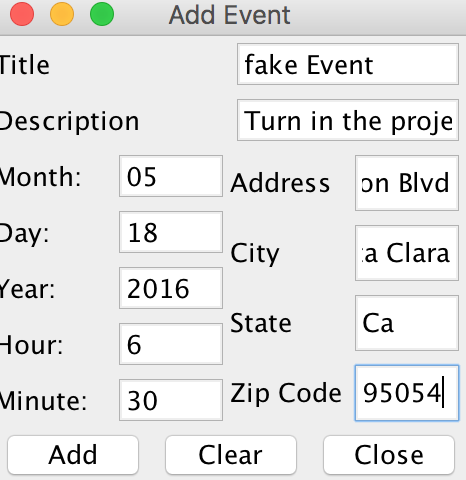 Add Event
Title fake Event
Description Turn in the proje
Month: 05 Address on Blvd
Day: 18 City a Clara
Year: 2016 State Ca
Hour: 6 Zip Code 95054
Minute: 30
Add Clear Close